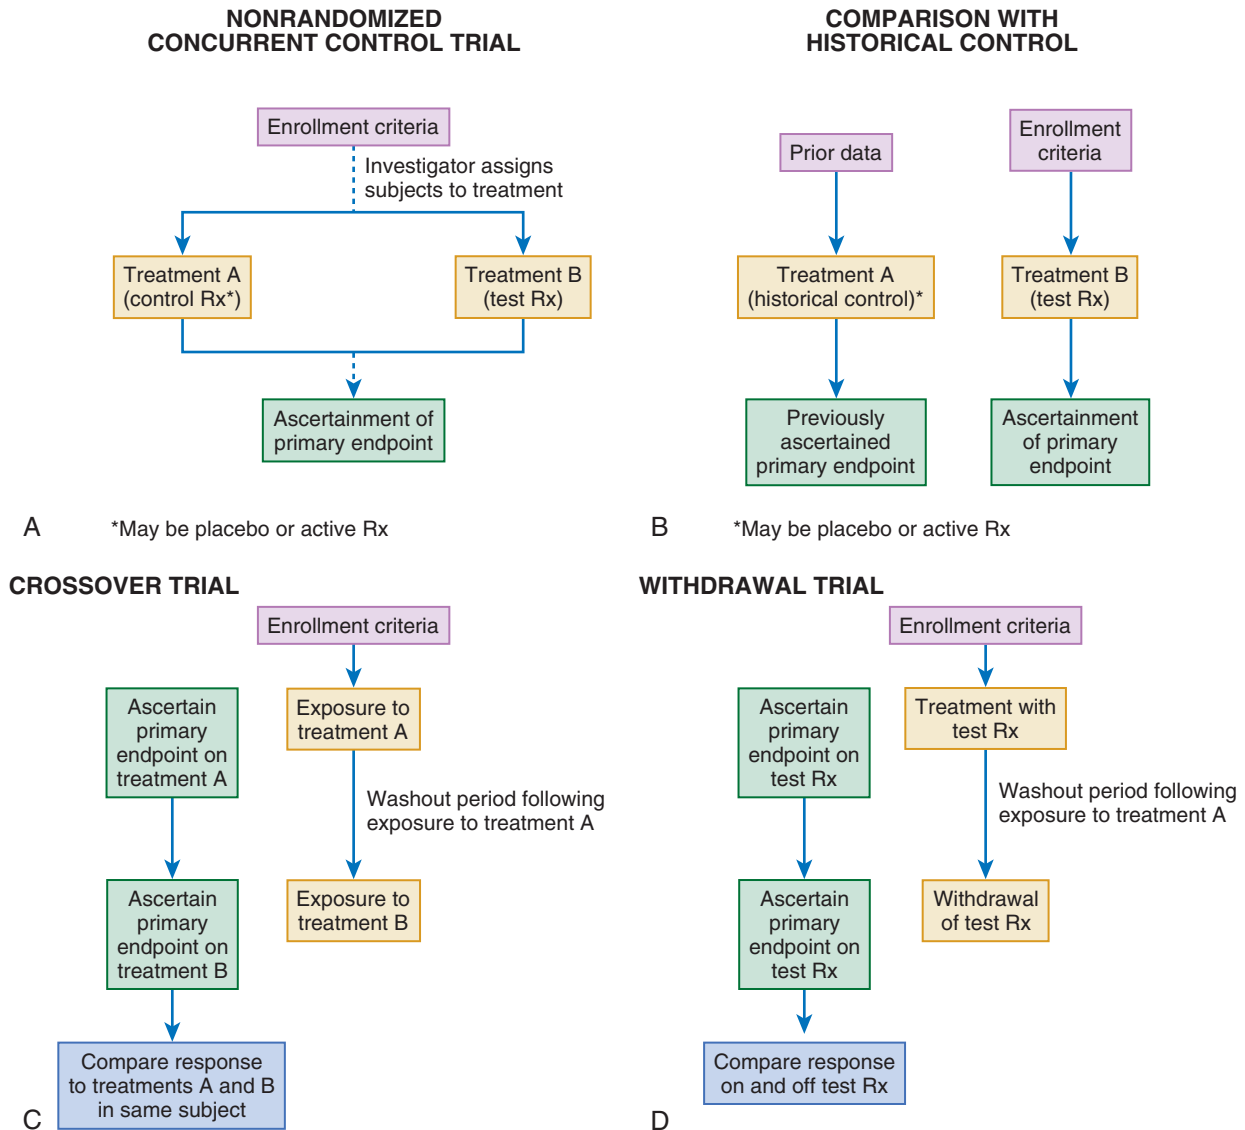 NONRANDOMIZED
CONCURRENT CONTROL TRIAL
Enrollment criteria
Investigator assigns
subjects to treatment
Treatment A
(control Rx*)
Treatment B
(test Rx)
Ascertainment of
primary endpoint
A
*May be placebo or active Rx
COMPARISON WITH
HISTORICAL CONTROL
Prior data
Enrollment
criteria
Treatment A
(historical control)*
Treatment B
(test Rx)
Previously
ascertained
primary endpoint
Ascertainment
of primary
endpoint
B
*May be placebo or active Rx
CROSSOVER TRIAL
Enrollment criteria
Ascertain
primary
endpoint on
treatment A
Exposure to
treatment A
Washout period following
exposure to treatment A
Ascertain
primary
endpoint on
treatment B
Exposure to
treatment B
Compare response
to treatments A and B
in same subject
C
WITHDRAWAL TRIAL
Enrollment criteria
Ascertain
primary
endpoint on
test Rx
Treatment with
test Rx
Washout period following
exposure to treatment A
Ascertain
primary
endpoint on
test Rx
Withdrawal
of test Rx
Compare response
on and off test Rx
D